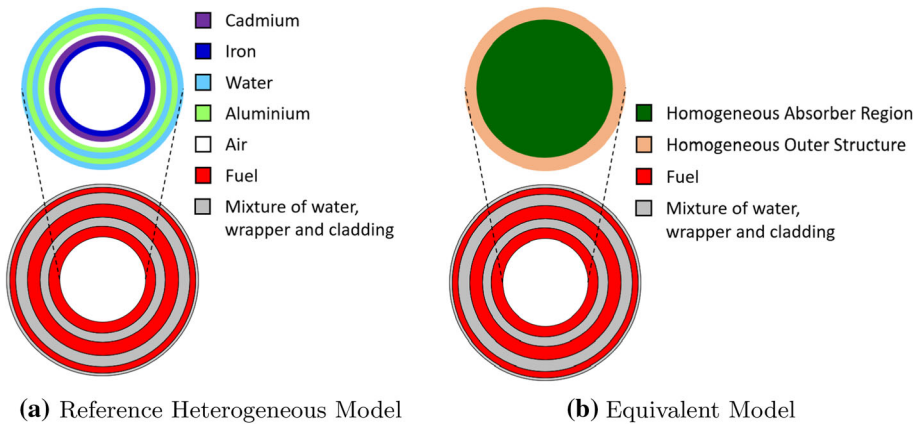 Cadmium
Iron
Water
Aluminium
Air
Fuel
Mixture of water,
wrapper and cladding
(a) Reference Heterogeneous Model
Homogeneous Absorber Region
Homogeneous Outer Structure
Fuel
Mixture of water,
wrapper and cladding
(b) Equivalent Model